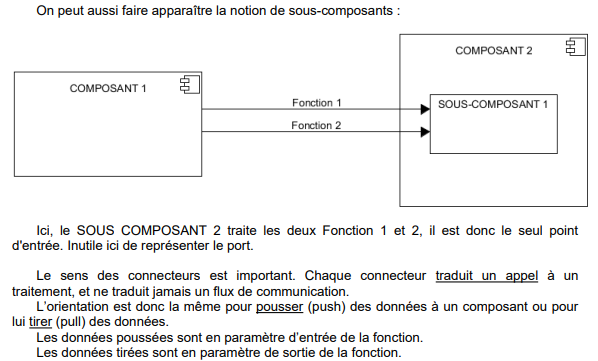 On peut aussi faire apparaître la notion de sous-composants :
COMPOSANT 2
COMPOSANT 1
Fonction 1
SOUS-COMPOSANT 1
Fonction 2
Ici, le SOUS COMPOSANT 2 traite les deux Fonction 1 et 2, il est donc le seul point
d'entrée. Inutile ici de représenter le port.
Le sens des connecteurs est important. Chaque connecteur traduit un appel à un
traitement, et ne traduit jamais un flux de communication.
L'orientation est donc la même pour pousser (push) des données à un composant ou pour
lui tirer (pull) des données.
Les données poussées sont en paramètre d'entrée de la fonction.
Les données tirées sont en paramètre de sortie de la fonction.